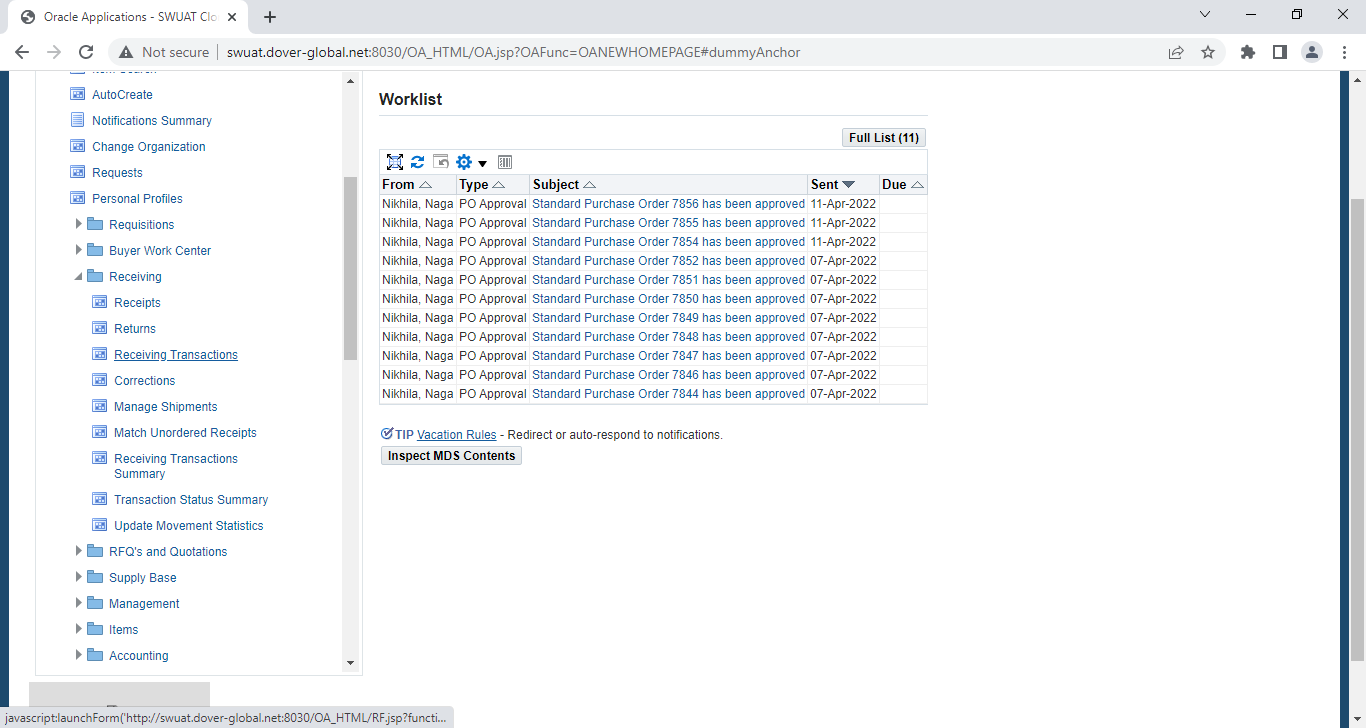 Oracle Applications - SWUAT Clo
Not secure
swuat.dover-global.net:8030/OA_HTML/OA.jsp?OAFunc=OANEWHOMEPAGE#dummyAnchor
AutoCreate
Notifications Summary
Change Organization
Requests
Personal Profiles
Requisitions
Buyer Work Center
Receiving
Receipts
Returns
Receiving Transactions
Corrections
Manage Shipments
Match Unordered Receipts
Receiving Transactions
Summary
Transaction Status Summary
Update Movement Statistics
RFQ's and Quotations
Supply Base
Management
Items
Accounting
Worklist
Full List (11)
From Type Subject Sent Due
Nikhila, Naga PO Approval Standard Purchase Order 7856 has been approved 11-Apr-2022
Nikhila, Naga PO Approval Standard Purchase Order 7855 has been approved 11-Apr-2022
Nikhila, Naga PO Approval Standard Purchase Order 7854 has been approved 11-Apr-2022
Nikhila, Naga PO Approval Standard Purchase Order 7852 has been approved 07-Apr-2022
Nikhila, Naga PO Approval Standard Purchase Order 7851 has been approved 07-Apr-2022
Nikhila, Naga PO Approval Standard Purchase Order 7850 has been approved 07-Apr-2022
Nikhila, Naga PO Approval Standard Purchase Order 7849 has been approved 07-Apr-2022
Nikhila, Naga PO Approval Standard Purchase Order 7848 has been approved 07-Apr-2022
Nikhila, Naga PO Approval Standard Purchase Order 7847 has been approved 07-Apr-2022
Nikhila, Naga PO Approval Standard Purchase Order 7846 has been approved 07-Apr-2022
Nikhila, Naga PO Approval Standard Purchase Order 7844 has been approved 07-Apr-2022
TIP Vacation Rules - Redirect or auto-respond to notifications.
Inspect MDS Contents
javascript:launchForm('http://swuat.dover-global.net:8030/OA_HTML/RF.jsp?functi...